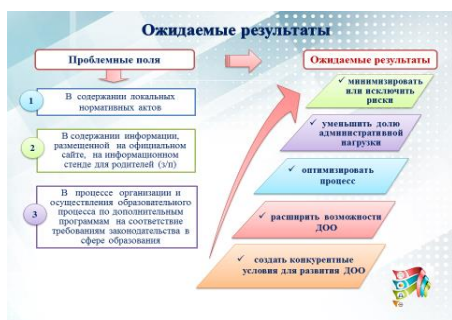 Ожидаемые результаты
Проблемные поля
1
В содержании локальных
нормативных актов
2
В содержании информации,
размещенной на официальном
сайте, на информационном
стенде для родителей (з/п)
3
В процессе организации и
осуществления образовательного
процесса по дополнительным
программам на соответствие
требованиям законодательства в
сфере образования
Ожидаемые результаты
✓ минимизировать
или исключить
риски
✓ уменьшить долю
административной
нагрузки
✓ оптимизировать
процесс
✓ расширить возможности
ДОО
✓ создать конкурентные
условия для развития ДОО